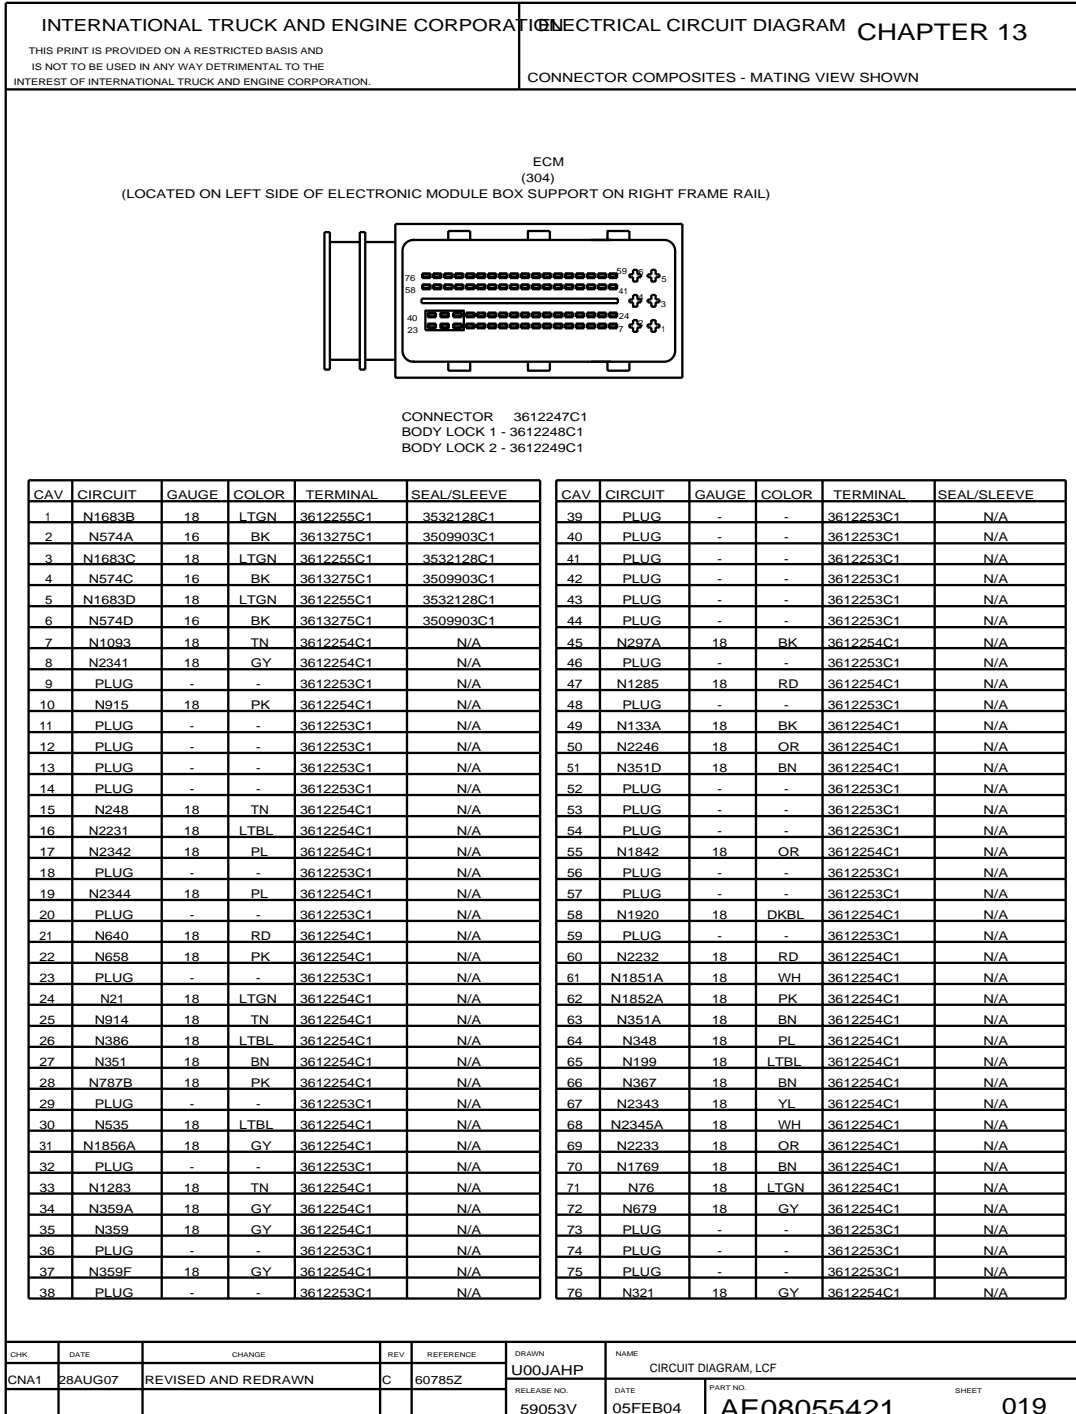 INTERNATIONAL TRUCK AND ENGINE CORPORATION
THIS PRINT IS PROVIDED ON A RESTRICTED BASIS AND
IS NOT TO BE USED IN ANY WAY DETRIMENTAL TO THE
INTEREST OF INTERNATIONAL TRUCK AND ENGINE CORPORATION.
ELECTRICAL CIRCUIT DIAGRAM CHAPTER 13
CONNECTOR COMPOSITES - MATING VIEW SHOWN
ECM
(304)
(LOCATED ON LEFT SIDE OF ELECTRONIC MODULE BOX SUPPORT ON RIGHT FRAME RAIL)
76 59 6 5
58 41 4 3
40 24
23 7 2 1
CONNECTOR 3612247C1
BODY LOCK 1 - 3612248C1
BODY LOCK 2 - 3612249C1
CAV CIRCUIT GAUGE COLOR TERMINAL SEAL/SLEEVE
1 N1683B 18 LTGN 3612255C1 3532128C1
2 N574A 16 BK 3613275C1 3509903C1
3 N1683C 18 LTGN 3612255C1 3532128C1
4 N574C 16 BK 3613275C1 3509903C1
5 N1683D 18 LTGN 3612255C1 3532128C1
6 N574D 16 BK 3613275C1 3509903C1
7 N1093 18 TN 3612254C1 N/A
8 N2341 18 GY 3612254C1 N/A
9 PLUG - - 3612253C1 N/A
10 N915 18 PK 3612254C1 N/A
11 PLUG - - 3612253C1 N/A
12 PLUG - - 3612253C1 N/A
13 PLUG - - 3612253C1 N/A
14 PLUG - - 3612253C1 N/A
15 N248 18 TN 3612254C1 N/A
16 N2231 18 LTBL 3612254C1 N/A
17 N2342 18 PL 3612254C1 N/A
18 PLUG - - 3612253C1 N/A
19 N2344 18 PL 3612254C1 N/A
20 PLUG - - 3612253C1 N/A
21 N640 18 RD 3612254C1 N/A
22 N658 18 PK 3612254C1 N/A
23 PLUG - - 3612253C1 N/A
24 N21 18 LTGN 3612254C1 N/A
25 N914 18 TN 3612254C1 N/A
26 N386 18 LTBL 3612254C1 N/A
27 N351 18 BN 3612254C1 N/A
28 N787B 18 PK 3612254C1 N/A
29 PLUG - - 3612253C1 N/A
30 N535 18 LTBL 3612254C1 N/A
31 N1856A 18 GY 3612254C1 N/A
32 PLUG - - 3612253C1 N/A
33 N1283 18 TN 3612254C1 N/A
34 N359A 18 GY 3612254C1 N/A
35 N359 18 GY 3612254C1 N/A
36 PLUG - - 3612253C1 N/A
37 N359F 18 GY 3612254C1 N/A
38 PLUG - - 3612253C1 N/A
CAV CIRCUIT GAUGE COLOR TERMINAL SEAL/SLEEVE
39 PLUG - - 3612253C1 N/A
40 PLUG - - 3612253C1 N/A
41 PLUG - - 3612253C1 N/A
42 PLUG - - 3612253C1 N/A
43 PLUG - - 3612253C1 N/A
44 PLUG - - 3612253C1 N/A
45 N297A 18 BK 3612254C1 N/A
46 PLUG - - 3612253C1 N/A
47 N1285 18 RD 3612254C1 N/A
48 PLUG - - 3612253C1 N/A
49 N133A 18 BK 3612254C1 N/A
50 N2246 18 OR 3612254C1 N/A
51 N351D 18 BN 3612254C1 N/A
52 PLUG - - 3612253C1 N/A
53 PLUG - - 3612253C1 N/A
54 PLUG - - 3612253C1 N/A
55 N1842 18 OR 3612254C1 N/A
56 PLUG - - 3612253C1 N/A
57 PLUG - - 3612253C1 N/A
58 N1920 18 DKBL 3612254C1 N/A
59 PLUG - - 3612253C1 N/A
60 N2232 18 RD 3612254C1 N/A
61 N1851A 18 WH 3612254C1 N/A
62 N1852A 18 PK 3612254C1 N/A
63 N351A 18 BN 3612254C1 N/A
64 N348 18 PL 3612254C1 N/A
65 N199 18 LTBL 3612254C1 N/A
66 N367 18 BN 3612254C1 N/A
67 N2343 18 YL 3612254C1 N/A
68 N2345A 18 WH 3612254C1 N/A
69 N2233 18 OR 3612254C1 N/A
70 N1769 18 BN 3612254C1 N/A
71 N76 18 LTGN 3612254C1 N/A
72 N679 18 GY 3612254C1 N/A
73 PLUG - - 3612253C1 N/A
74 PLUG - - 3612253C1 N/A
75 PLUG - - 3612253C1 N/A
76 N321 18 GY 3612254C1 N/A
CHK DATE CHANGE REV REFERENCE
CNA1 28AUG07 REVISED AND REDRAWN C 60785Z
DRAWN
U00JAHP
NAME
CIRCUIT DIAGRAM, LCF
RELEASE NO.
59053V
DATE
05FEB04
PART NO.
AE08055421
SHEET
019